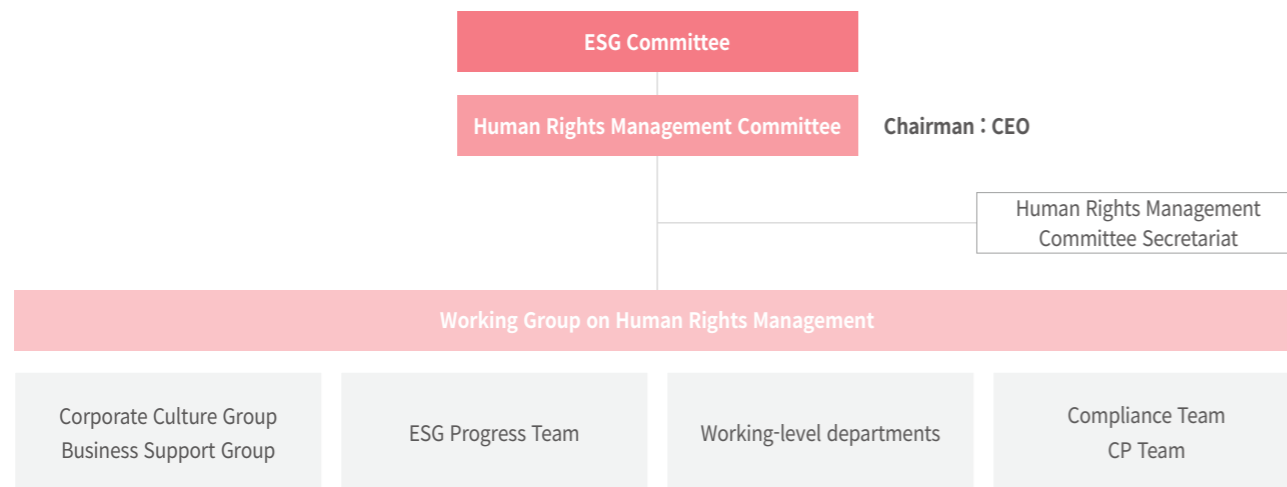 ESG Committee
Human Rights Management Committee
Chairman : CEO
Human Rights Management
Committee Secretariat
Working Group on Human Rights Management
Corporate Culture Group
Business Support Group
ESG Progress Team
Working-level departments
Compliance Team
CP Team